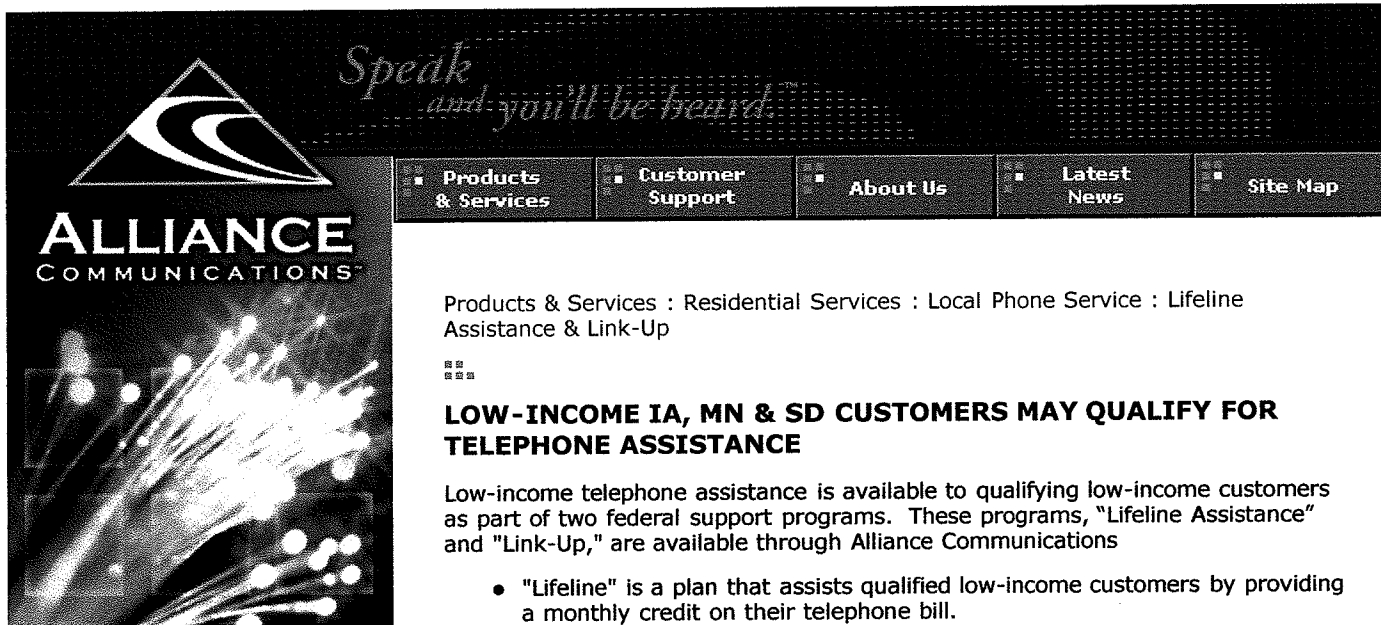 Speak
and you'll be heard.™
Products
& Services
Customer
Support
About Us
Latest
News
Site Map
ALLIANCE
COMMUNICATIONS™
Products & Services : Residential Services : Local Phone Service : Lifeline
Assistance & Link-Up
LOW-INCOME IA, MN & SD CUSTOMERS MAY QUALIFY FOR
TELEPHONE ASSISTANCE
Low-income telephone assistance is available to qualifying low-income customers
as part of two federal support programs. These programs, “Lifeline Assistance”
and "Link-Up," are available through Alliance Communications
● "Lifeline" is a plan that assists qualified low-income customers by providing
a monthly credit on their telephone bill.